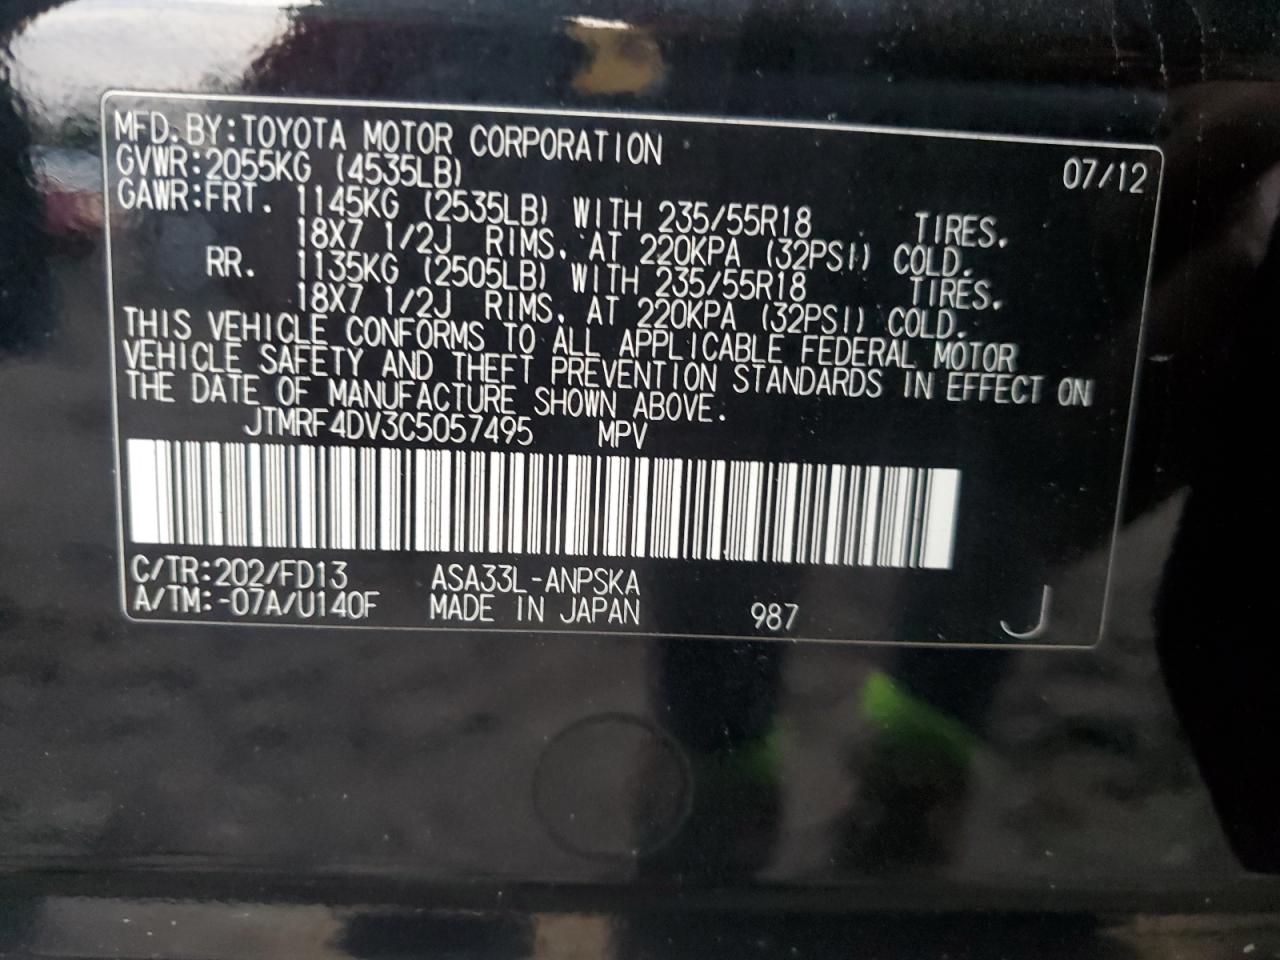 MFD. BY: TOYOTA MOTOR CORPORATION 07/12
GVWR: 2055KG (4535LB)
GAWR: FRT. 1145KG (2535LB) WITH 235/55R18 TIRES.
18X7 1/2J RIMS, AT 220KPA (32PSI) COLD.
RR. 1135KG (2505LB) WITH 235/55R18 TIRES.
18X7 1/2J RIMS, AT 220KPA (32PSI) COLD.
THIS VEHICLE CONFORMS TO ALL APPLICABLE FEDERAL MOTOR
VEHICLE SAFETY AND THEFT PREVENTION STANDARDS IN EFFECT ON
THE DATE OF MANUFACTURE SHOWN ABOVE.
JTMRF4DV3C5057495 MPV
C/TR: 202/FD13 ASA33L-ANPSKA
A/TM: -07A/U140F MADE IN JAPAN 987 J